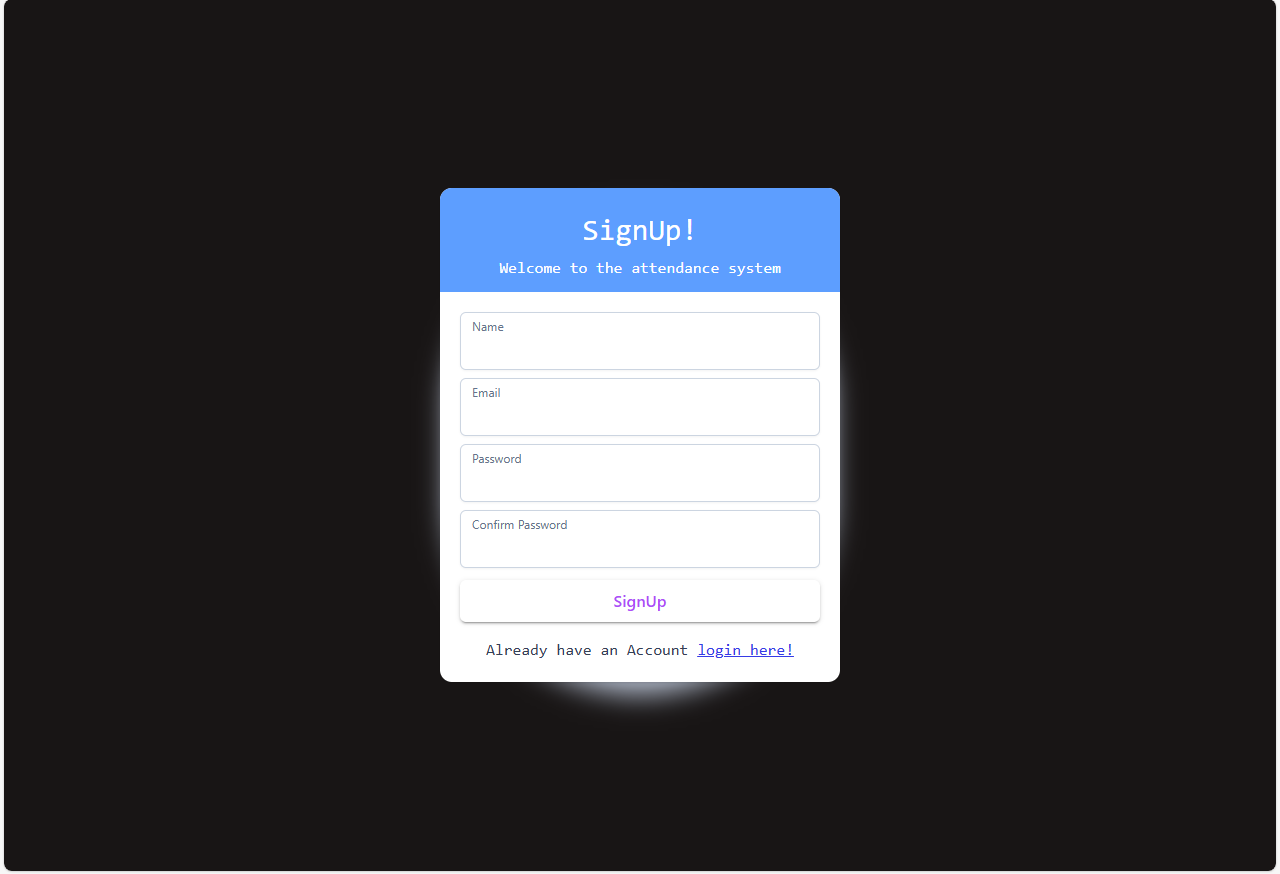 SignUp!
Welcome to the attendance system
Name
Email
Password
Confirm Password
SignUp
Already have an Account login here!